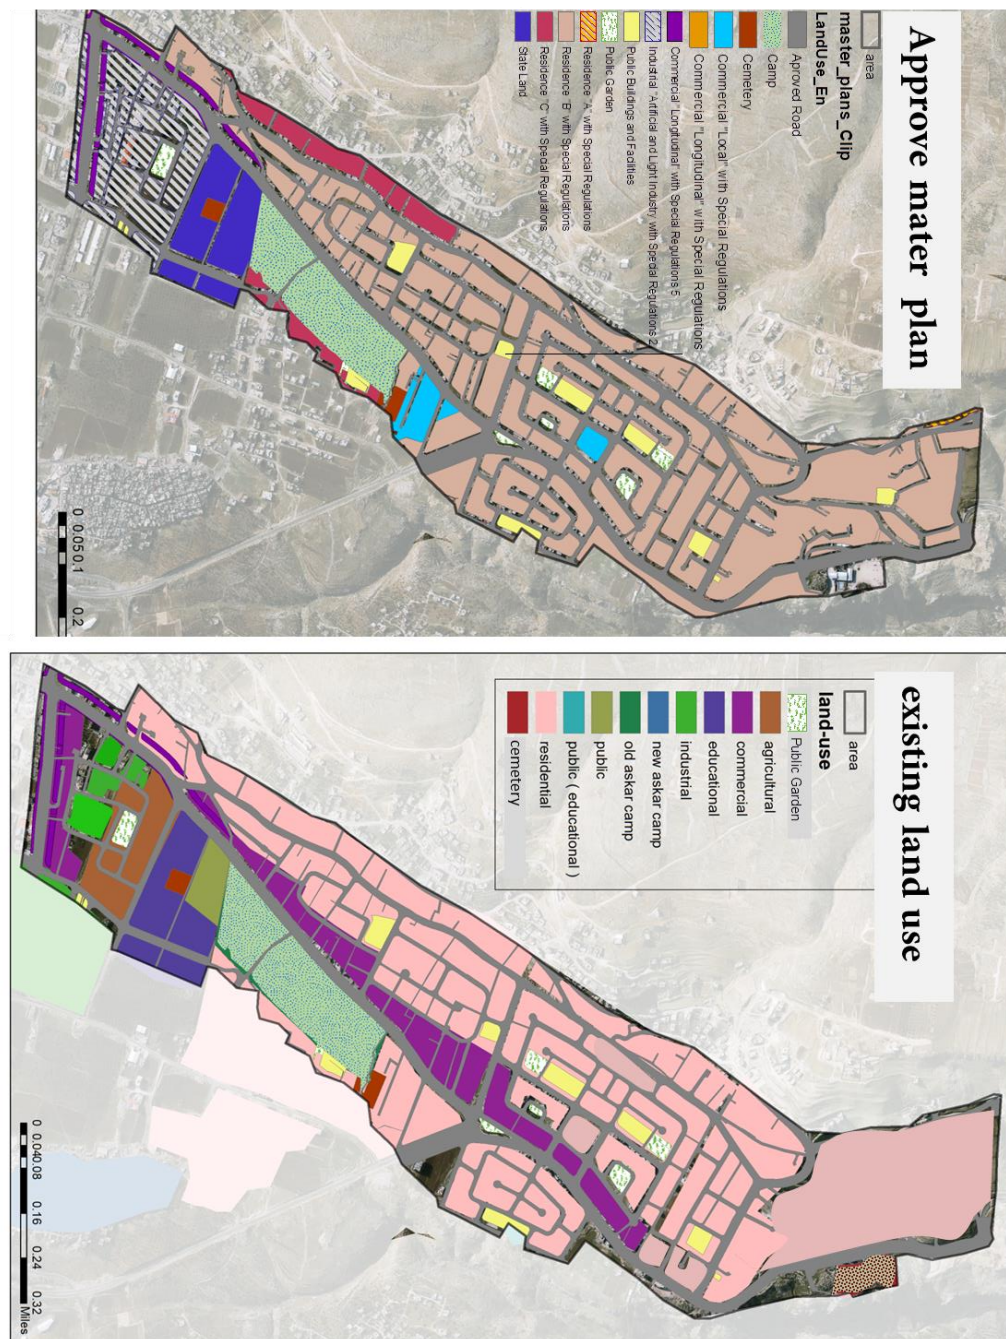 Approve mater plan
area
master_plans_Clip
LandUse_En
Aproved Road
Camp
Cemetery
Commercial "Local" with Special Regulations
Commercial "Longitudinal" with Special Regulations
Commercial "Longitudinal" with Special Regulations 5
Industrial "Artificial and Light Industry with Special Regulations 2
Public Buildings and Facilities
Public Garden
Residence "A" with Special Regulations
Residence "B" with Special Regulations
Residence "C" with Special Regulations
State Land
0 0.05 0.1 0.2
existing land use
area
Public Garden
land-use
agricultural
commercial
educational
industrial
new askar camp
old askar camp
public
public ( educational )
residential
cemetery
0 0.04 0.08 0.16 0.24 0.32
Miles